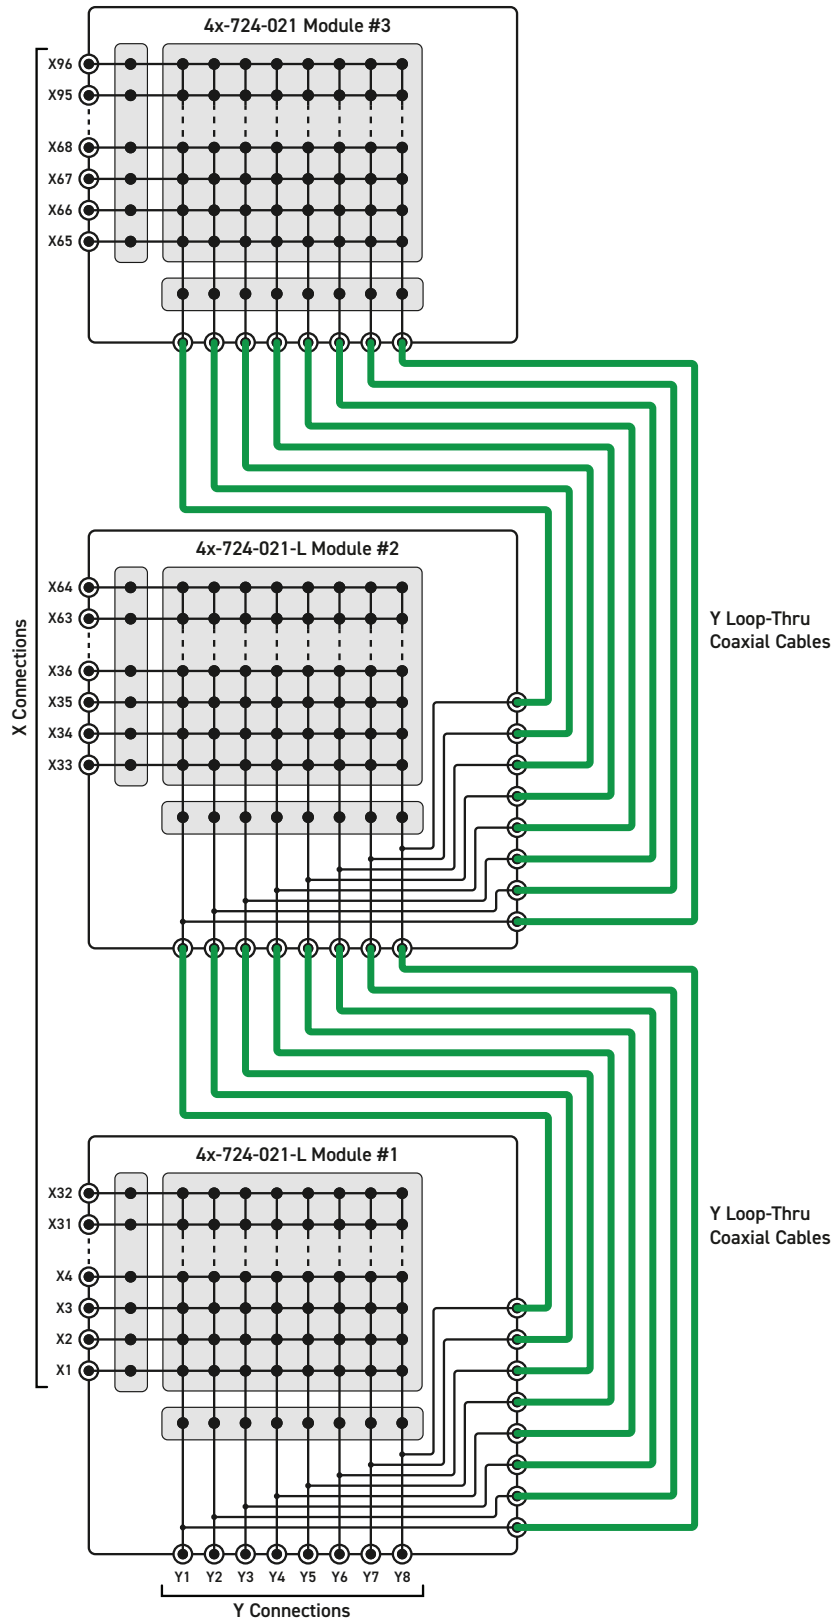 4x-724-021 Module #3
X96
X95
X68
X67
X66
X65
4x-724-021-L Module #2
X64
X63
X36
X35
X34
X33
Y Loop-Thru
Coaxial Cables
X Connections
4x-724-021-L Module #1
X32
X31
X4
X3
X2
X1
Y Loop-Thru
Coaxial Cables
Y1 Y2 Y3 Y4 Y5 Y6 Y7 Y8
Y Connections